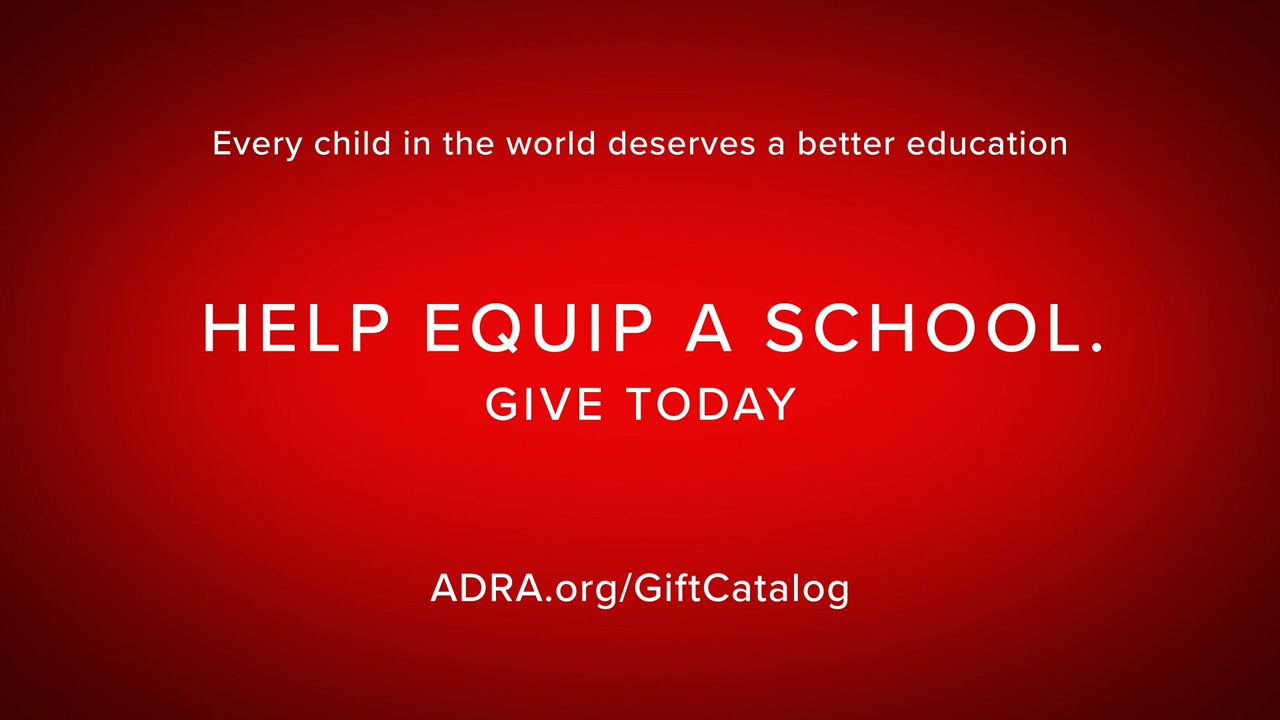 Every child in the world deserves a better education
HELP EQUIP A SCHOOL.
GIVE TODAY
ADRA.org/GiftCatalog